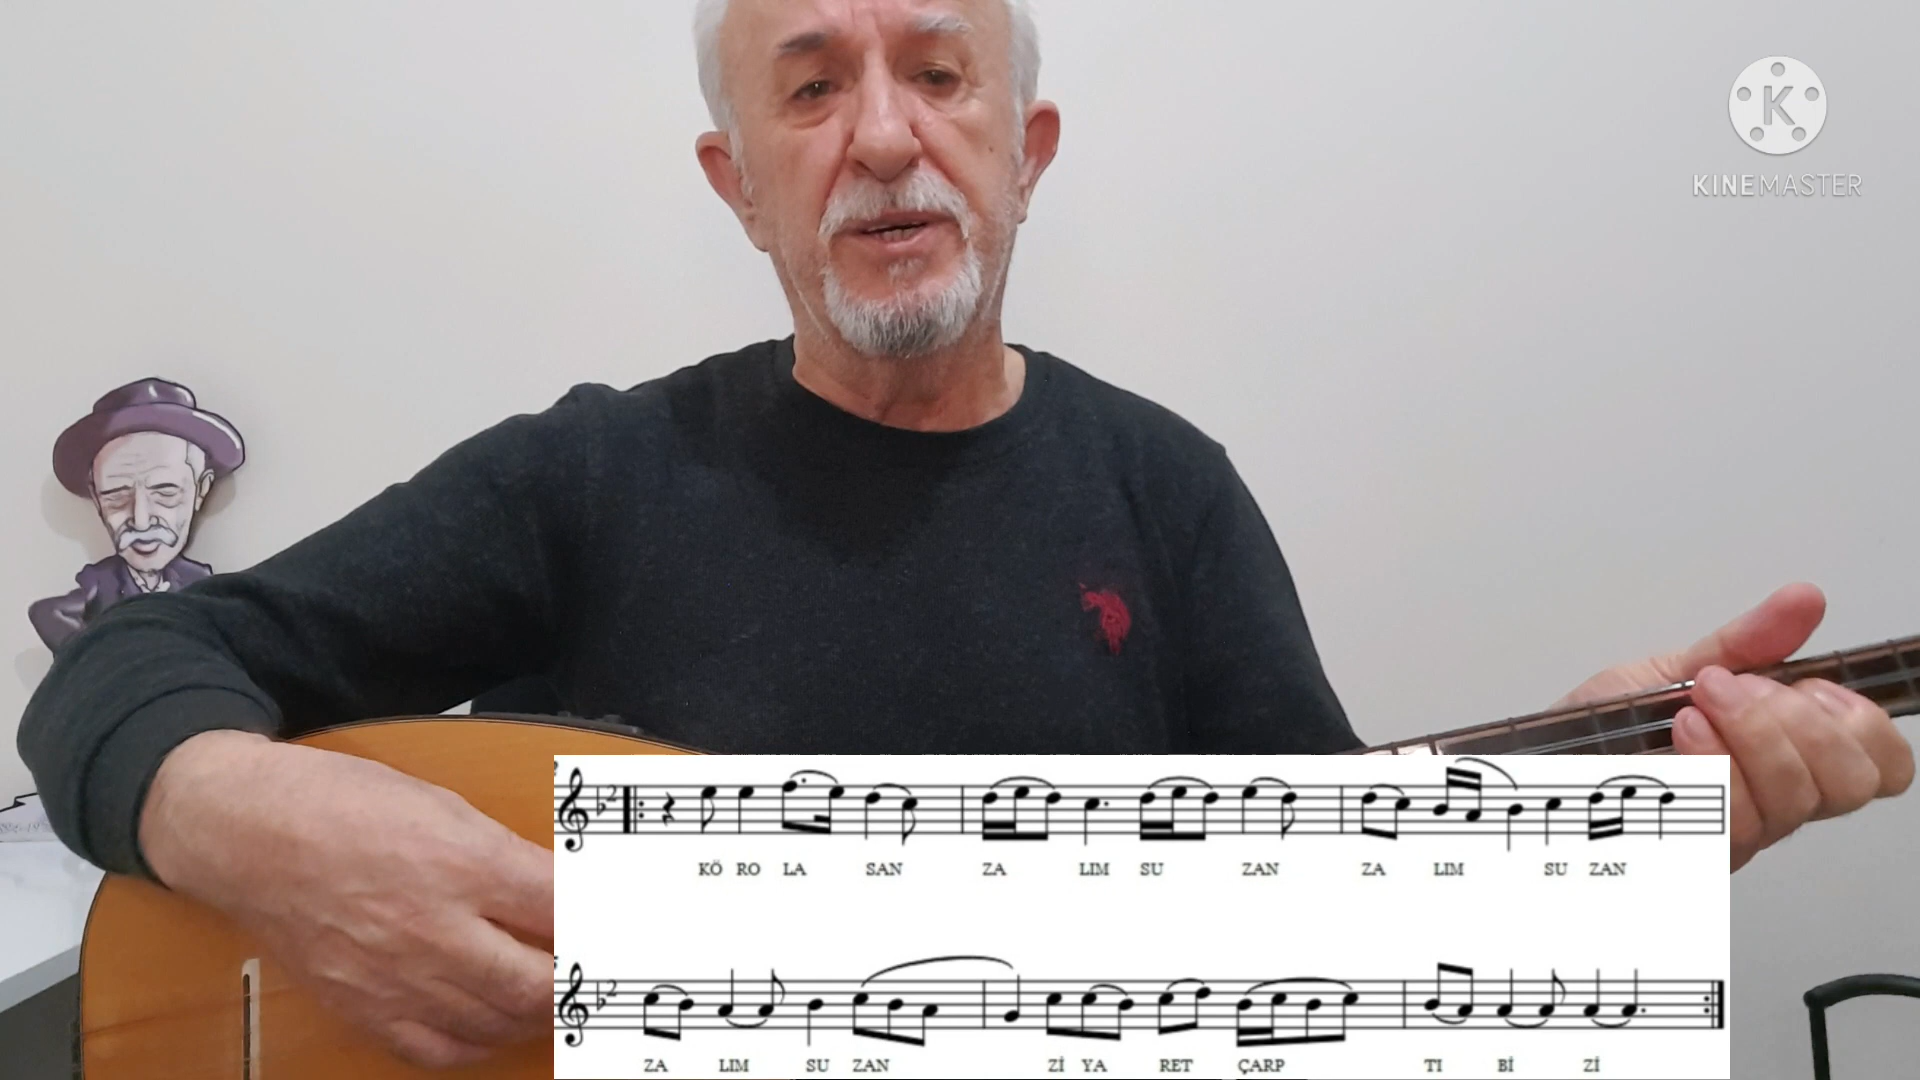 K
KINEMASTER
KÖ RO LA SAN ZA LIM SU ZAN ZA LIM SU ZAN
ZA LIM SU ZAN Zİ YA RET ÇARP TI Bİ Zİ